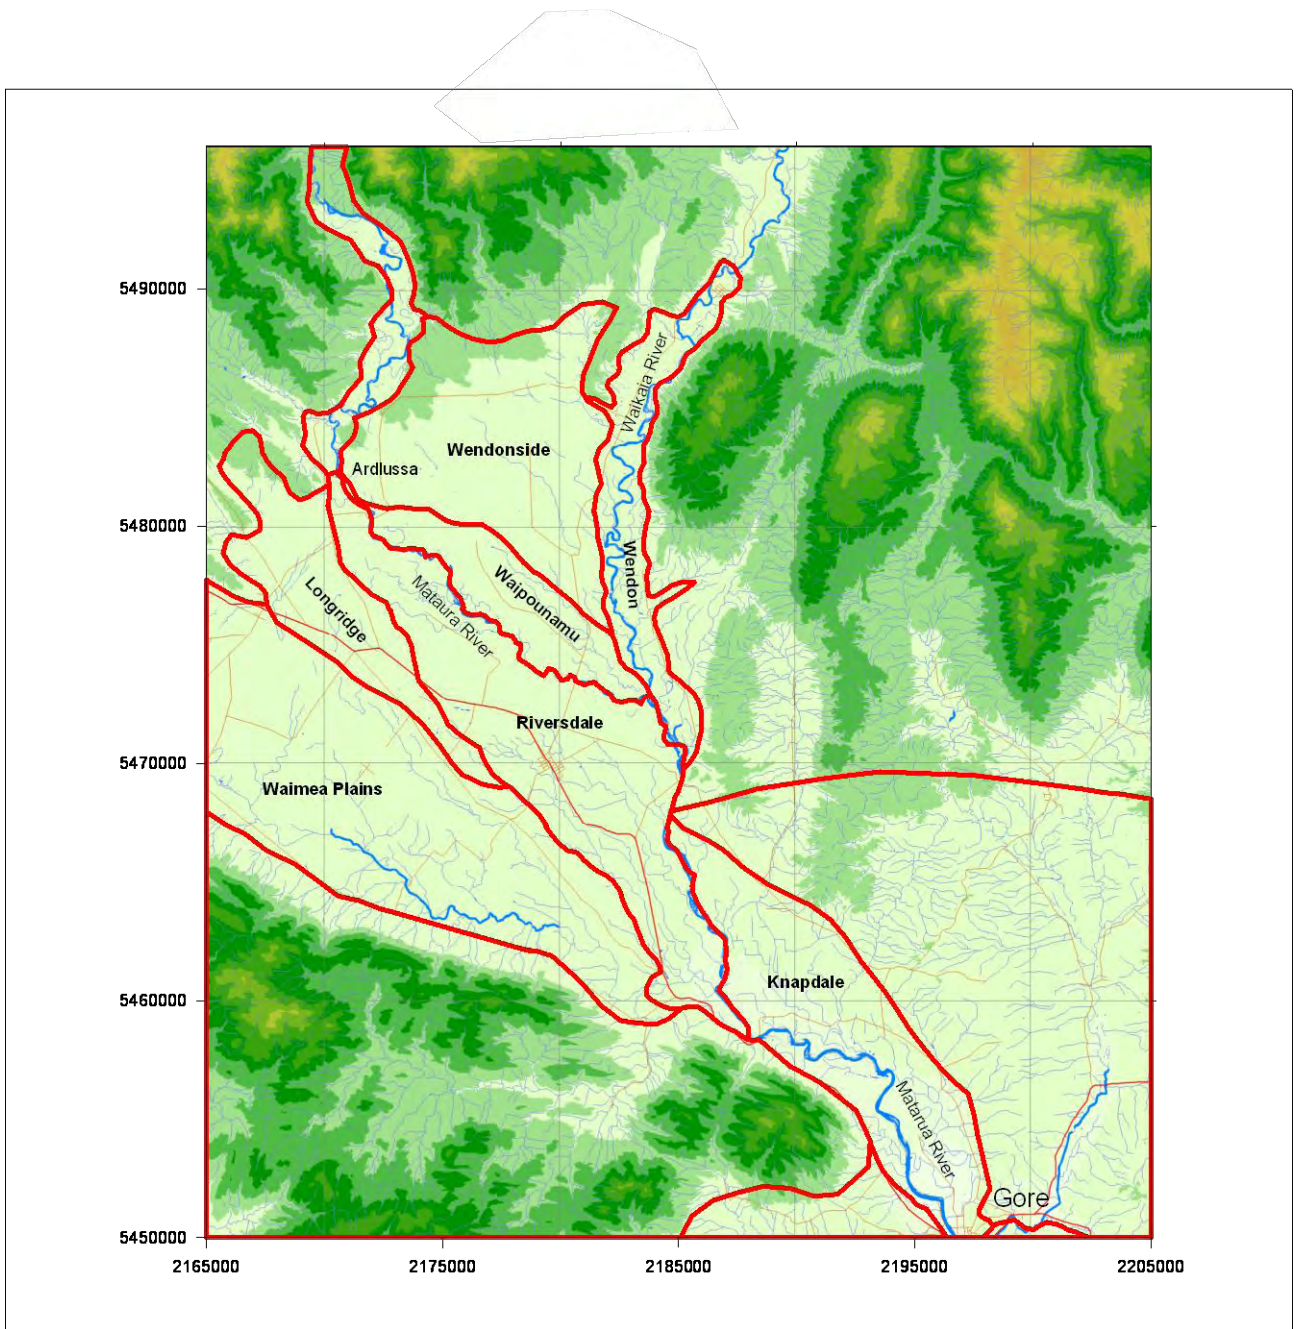 5490000
Waikaia River
Wendonside
Ardlussa
5480000
Wendon
Waipounamu
Longridge
Mataura River
Riversdale
5470000
Waimea Plains
Knapdale
5460000
Matarua River
Gore
5450000
2165000
2175000
2185000
2195000
2205000